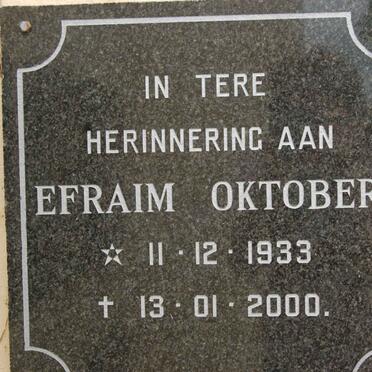 IN TERE
HERINNERING AAN
EFRAIM OKTOBER
☆ 11·12·1933
† 13·01·2000.